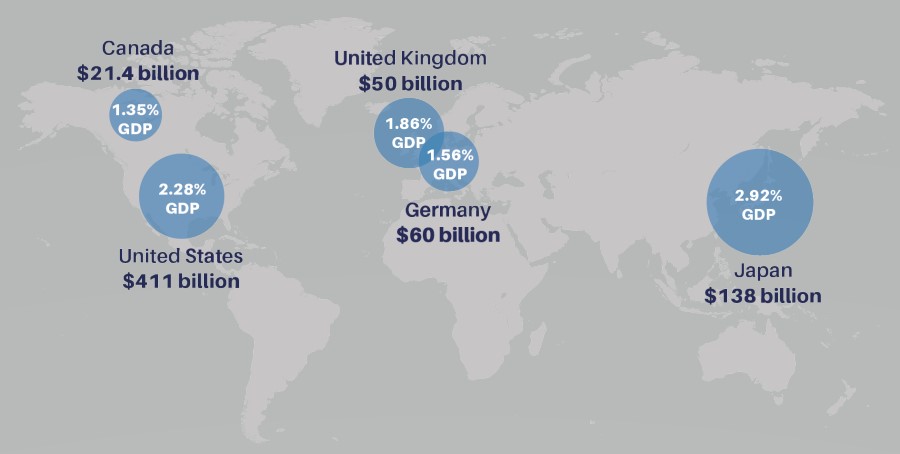 Canada
$21.4 billion
1.35%
GDP
2.28%
GDP
United States
$411 billion
United Kingdom
$50 billion
1.86%
GDP
1.56%
GDP
Germany
$60 billion
2.92%
GDP
Japan
$138 billion